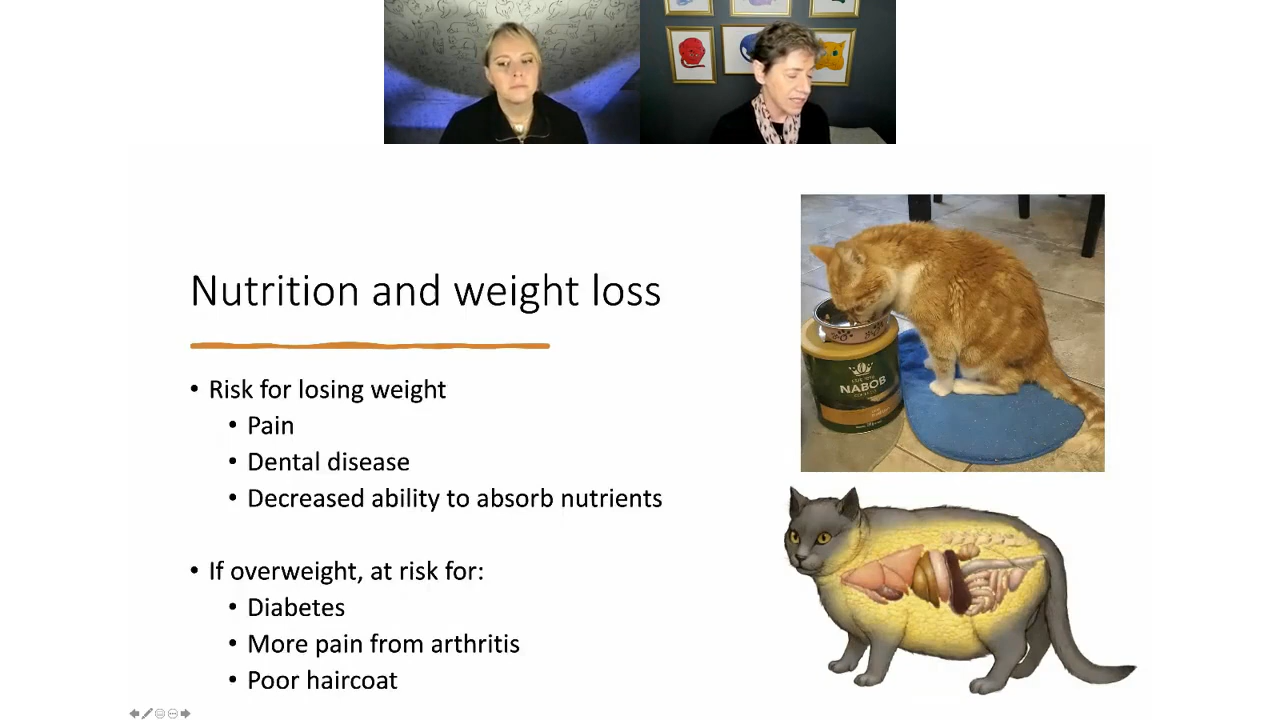 Nutrition and weight loss
• Risk for losing weight
• Pain
• Dental disease
• Decreased ability to absorb nutrients
• If overweight, at risk for:
• Diabetes
• More pain from arthritis
• Poor haircoat
NABOB